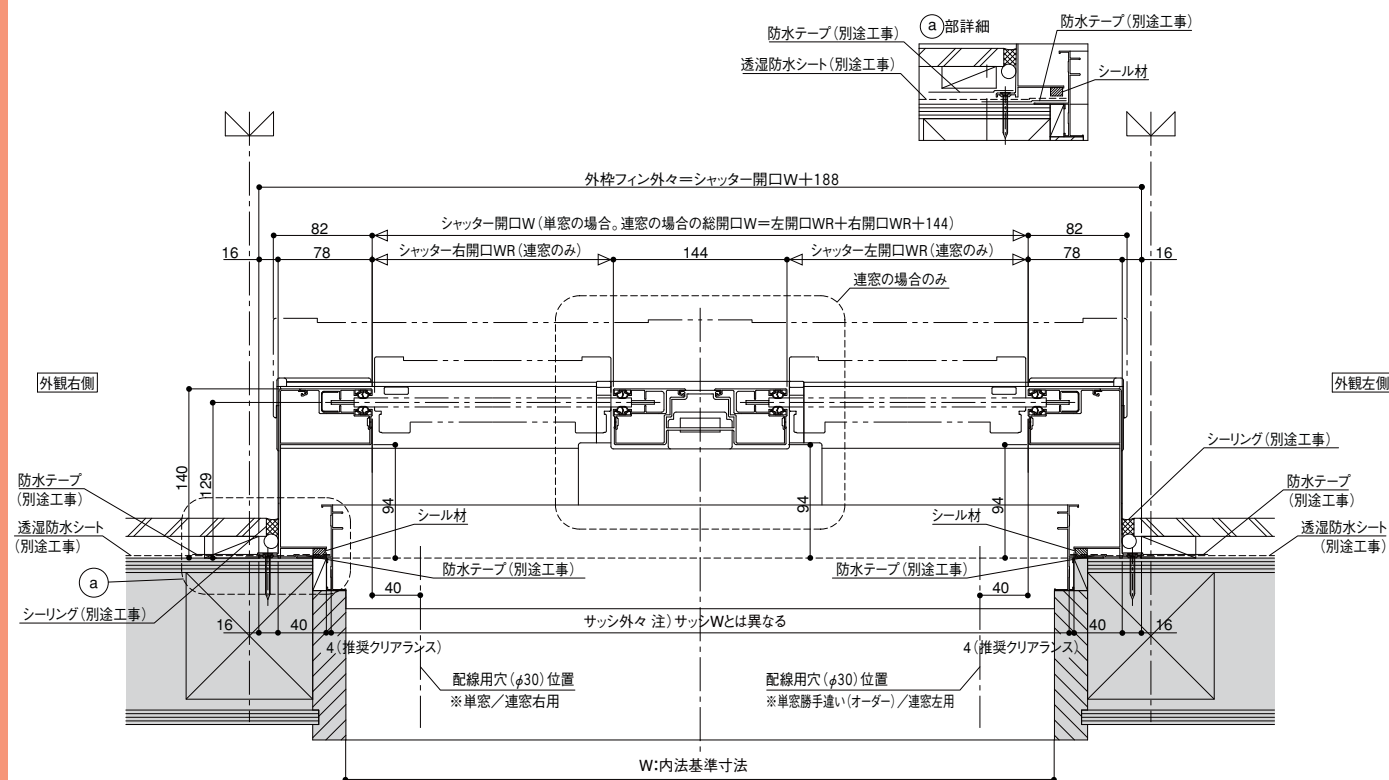 a部詳細
防水テープ(別途工事)
防水テープ(別途工事)
透湿防水シート(別途工事)
シール材
外枠フィン外々＝シャッター開口W＋188
82
シャッター開口W(単窓の場合。連窓の場合の総開口W＝左開口WR＋右開口WR＋144)
82
16
78
シャッター右開口WR(連窓のみ)
144
シャッター左開口WR(連窓のみ)
78
16
連窓の場合のみ
外観右側
外観左側
140
129
94
94
94
シーリング(別途工事)
防水テープ
(別途工事)
防水テープ
(別途工事)
透湿防水シート
(別途工事)
シール材
シール材
透湿防水シート
(別途工事)
a
防水テープ(別途工事)
防水テープ(別途工事)
シーリング(別途工事)
40
40
16
40
サッシ外々 注)サッシWとは異なる
40
16
4(推奨クリアランス)
4(推奨クリアランス)
配線用穴(φ30)位置
※単窓／連窓右用
配線用穴(φ30)位置
※単窓勝手違い(オーダー)／連窓左用
W:内法基準寸法